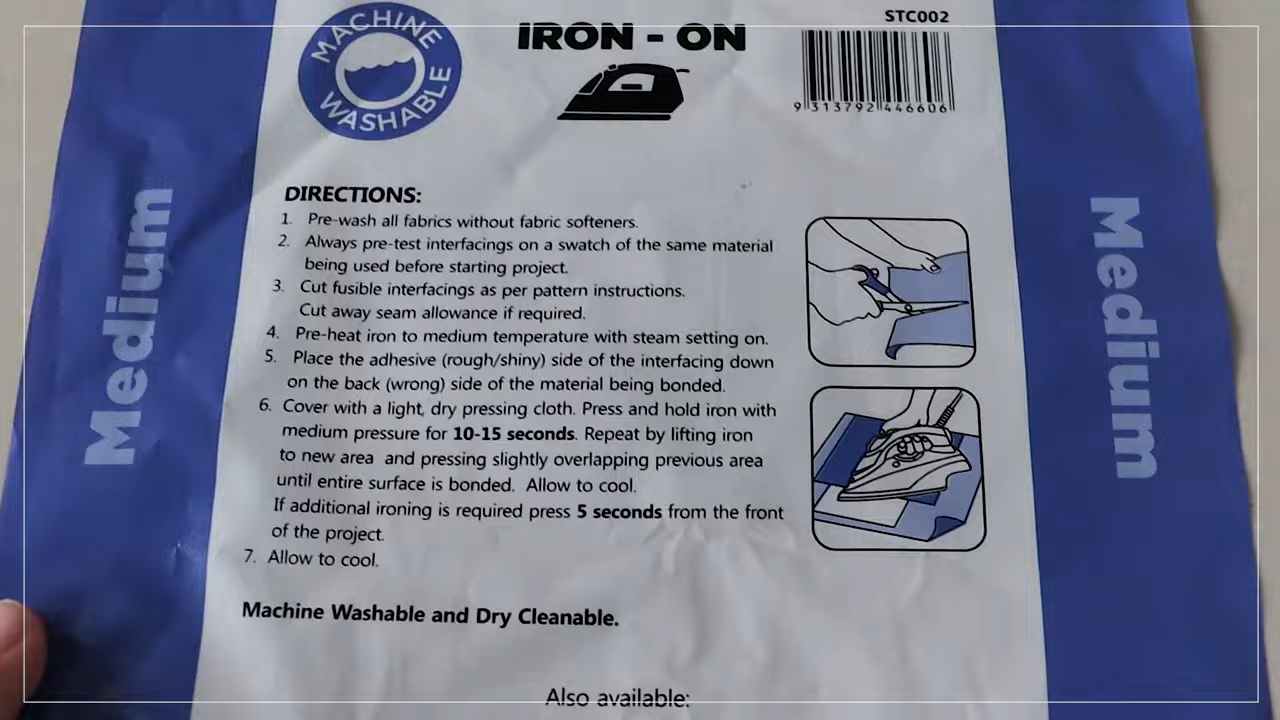 MACHINE WASHABLE
IRON - ON
STC002
9 313792 446606
Medium
Medium
DIRECTIONS:
1. Pre-wash all fabrics without fabric softeners.
2. Always pre-test interfacings on a swatch of the same material
being used before starting project.
3. Cut fusible interfacings as per pattern instructions.
Cut away seam allowance if required.
4. Pre-heat iron to medium temperature with steam setting on.
5. Place the adhesive (rough/shiny) side of the interfacing down
on the back (wrong) side of the material being bonded.
6. Cover with a light, dry pressing cloth. Press and hold iron with
medium pressure for 10-15 seconds. Repeat by lifting iron
to new area and pressing slightly overlapping previous area
until entire surface is bonded. Allow to cool.
If additional ironing is required press 5 seconds from the front
of the project.
7. Allow to cool.
Machine Washable and Dry Cleanable.
Also available: